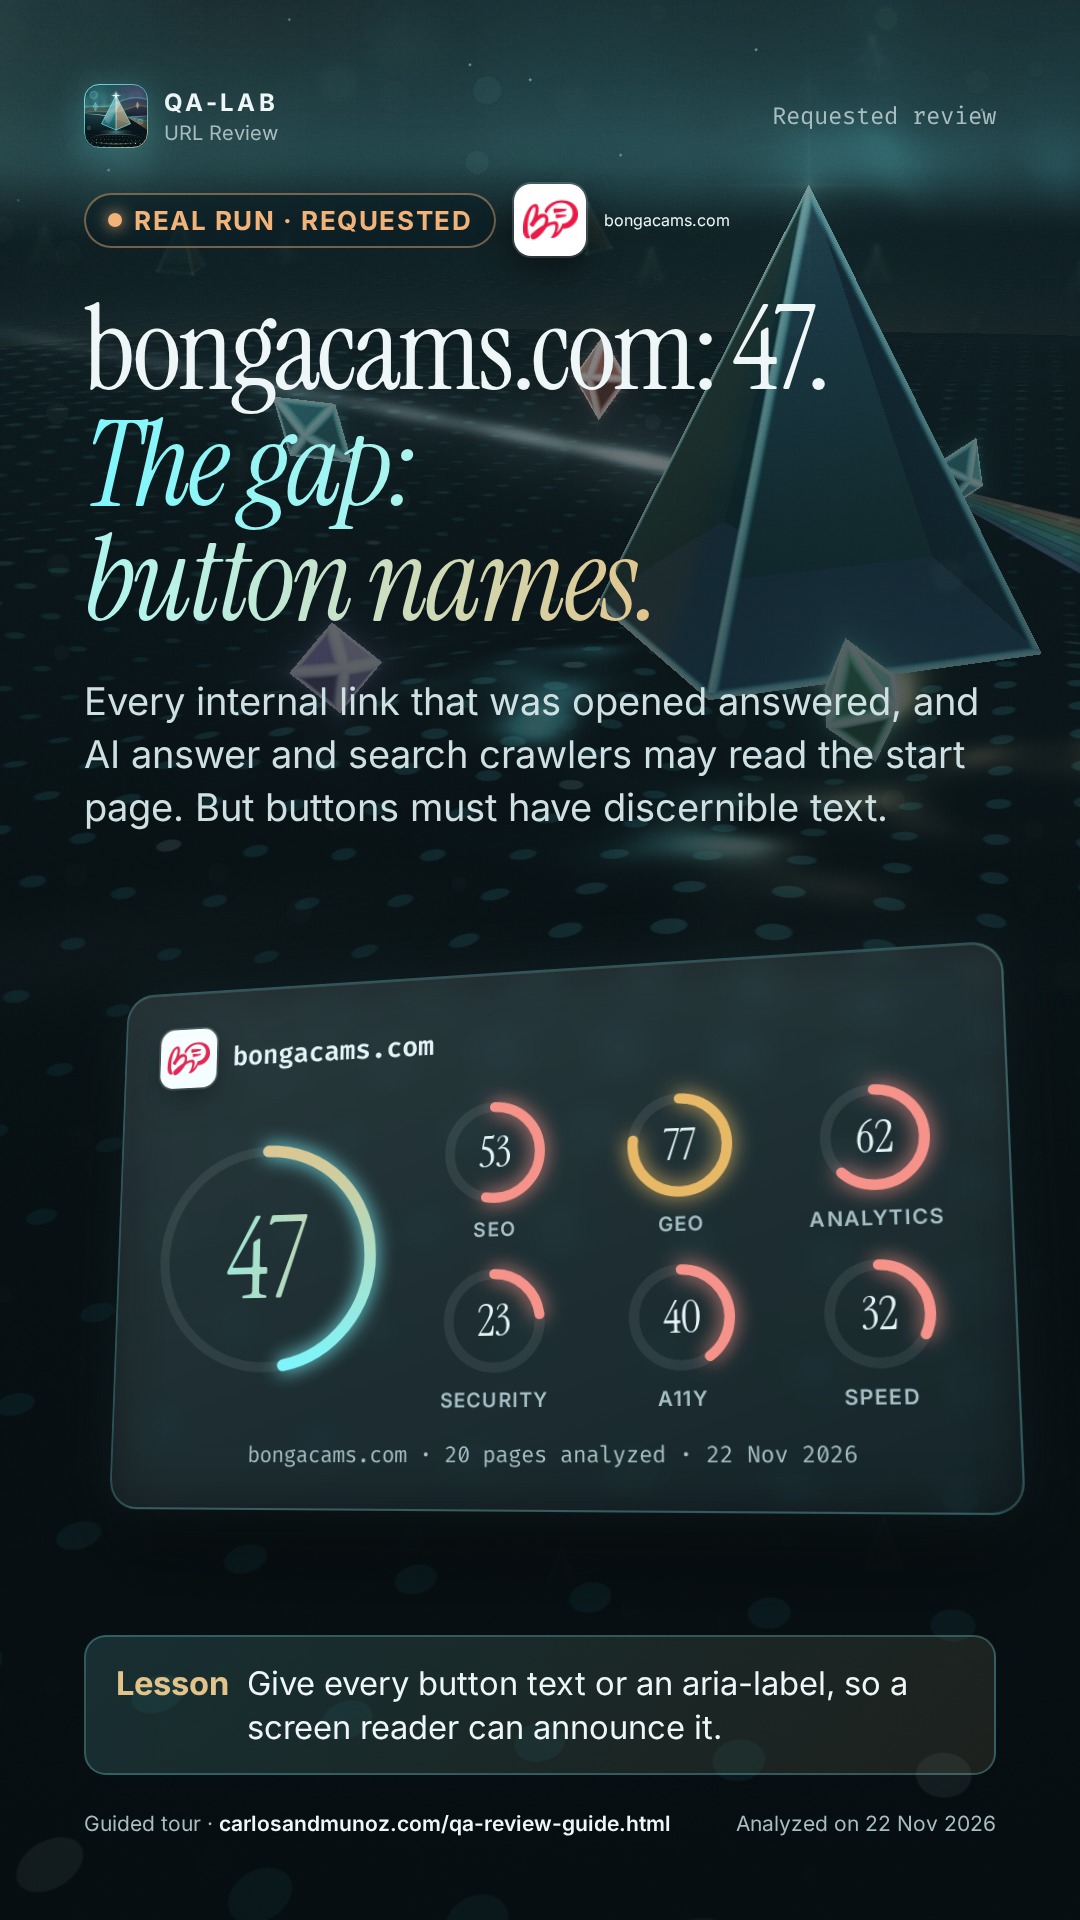 QA-LAB
URL Review
Requested review
REAL RUN · REQUESTED
bongacams.com
bongacams.com: 47.
The gap:
button names.
Every internal link that was opened answered, and
AI answer and search crawlers may read the start
page. But buttons must have discernible text.
bongacams.com
47
53
77
62
SEO
GEO
ANALYTICS
23
40
32
SECURITY
A11Y
SPEED
bongacams.com · 20 pages analyzed · 22 Nov 2026
Lesson Give every button text or an aria-label, so a
screen reader can announce it.
Guided tour · carlosandmunoz.com/qa-review-guide.html
Analyzed on 22 Nov 2026